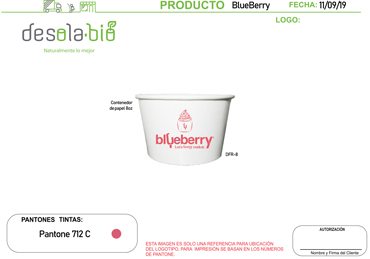 PRODUCTO BlueBerry FECHA: 11/09/19
LOGO:
desola·bio
Naturalmente lo mejor
Contenedor
de papel 8oz
blueberry
DFR-8
PANTONES TINTAS:
Pantone 712 C
ESTA IMAGEN ES SOLO UNA REFERENCIA PARA UBICACIÓN
DEL LOGOTIPO, PARA IMPRESIÓN SE BASAN EN LOS NÚMEROS
DE PANTONE.
AUTORIZACIÓN
Nombre y Firma del Cliente